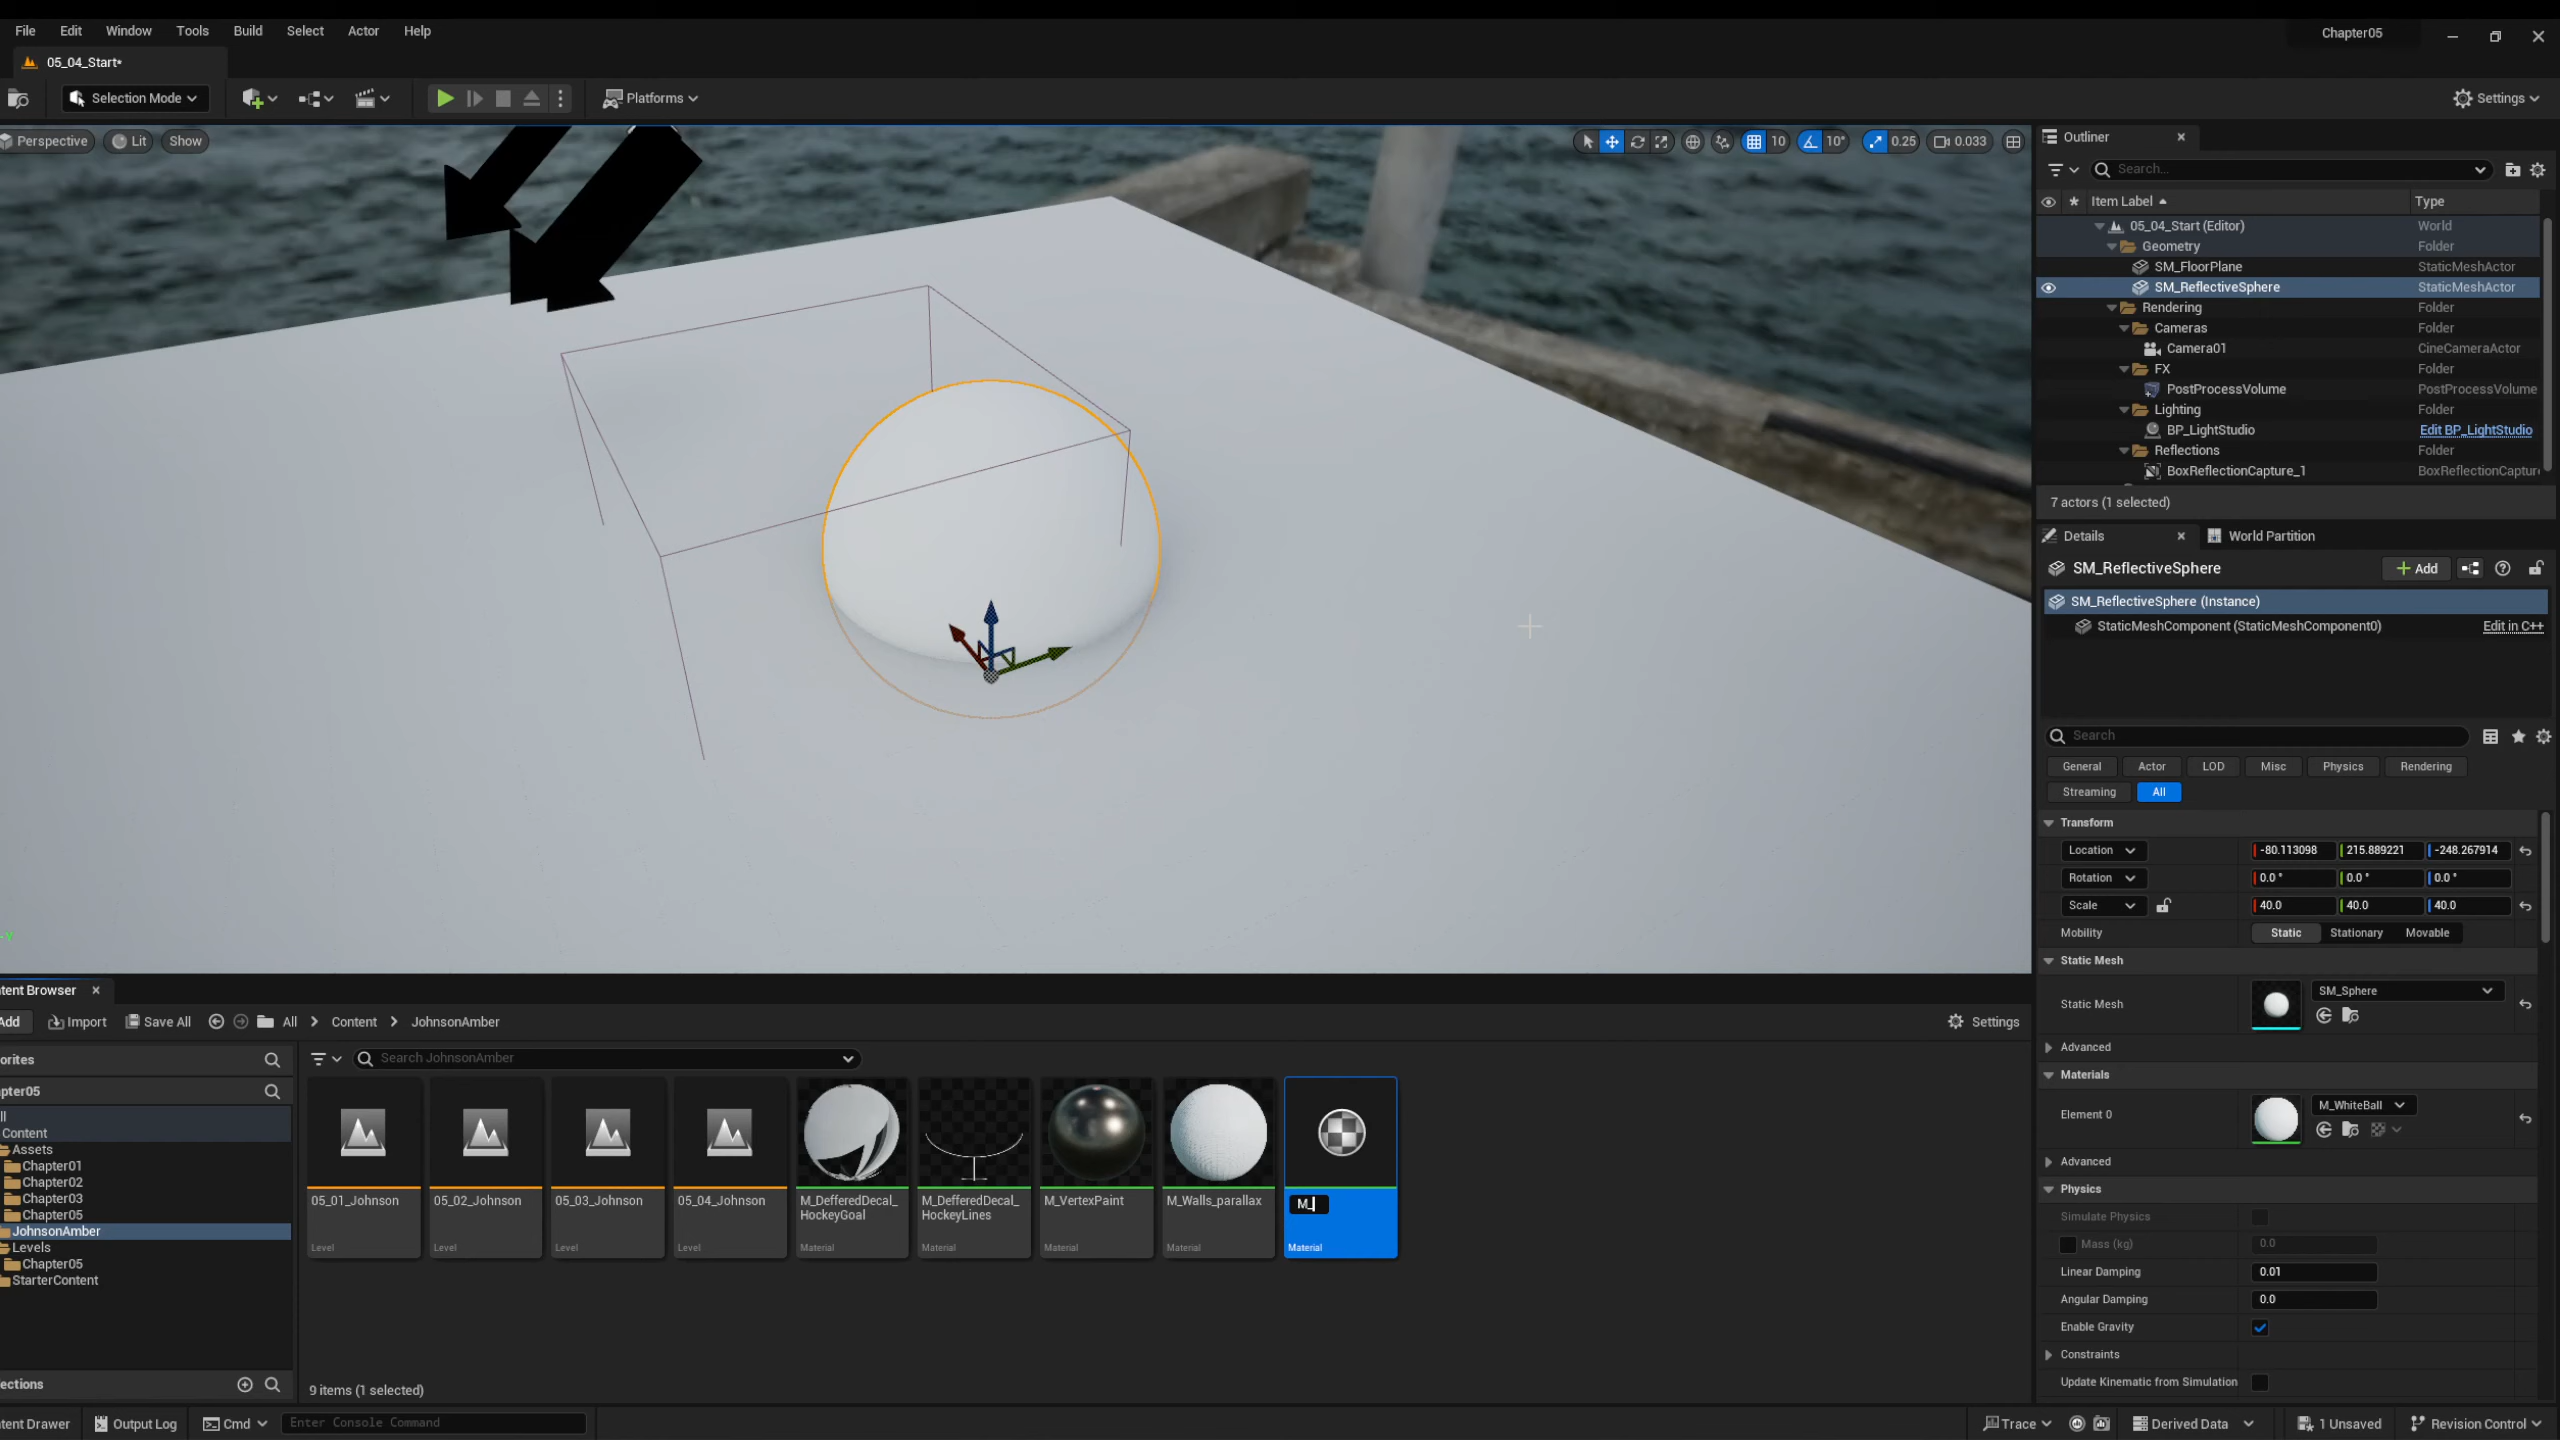 File Edit Window Tools Build Select Actor Help Chapter05
05_04_Start*
Selection Mode Platforms Settings
Perspective Lit Show 10 10° 0.25 0.033
Outliner
Search...
Item Label Type
05_04_Start (Editor) World
Geometry Folder
SM_FloorPlane StaticMeshActor
SM_ReflectiveSphere StaticMeshActor
Rendering Folder
Cameras Folder
Camera01 CineCameraActor
FX Folder
PostProcessVolume PostProcessVolume
Lighting Folder
BP_LightStudio Edit BP_LightStudio
Reflections Folder
BoxReflectionCapture_1 BoxReflectionCapture
7 actors (1 selected)
Details World Partition
SM_ReflectiveSphere Add
SM_ReflectiveSphere (Instance)
StaticMeshComponent (StaticMeshComponent0) Edit in C++
Search
General Actor LOD Misc Physics Rendering
Streaming All
Transform
Location -80.113098 215.889221 -248.267914
Rotation 0.0 ° 0.0 ° 0.0 °
Scale 40.0 40.0 40.0
Mobility Static Stationary Movable
Static Mesh
Static Mesh SM_Sphere
Advanced
Materials
Element 0 M_WhiteBall
Advanced
Physics
Simulate Physics
Mass (kg) 0.0
Linear Damping 0.01
Angular Damping 0.0
Enable Gravity
Constraints
Update Kinematic from Simulation
-Y
tent Browser
Add Import Save All All Content JohnsonAmber Settings
orites
Search JohnsonAmber
pter05
ll
Content
Assets
Chapter01
Chapter02
Chapter03
Chapter05
JohnsonAmber
Levels
Chapter05
StarterContent
ections
05_01_Johnson
Level
05_02_Johnson
Level
05_03_Johnson
Level
05_04_Johnson
Level
M_DefferedDecal_
HockeyGoal
Material
M_DefferedDecal_
HockeyLines
Material
M_VertexPaint
Material
M_Walls_parallax
Material
M_
Material
9 items (1 selected)
tent Drawer Output Log Cmd Enter Console Command Trace Derived Data 1 Unsaved Revision Control